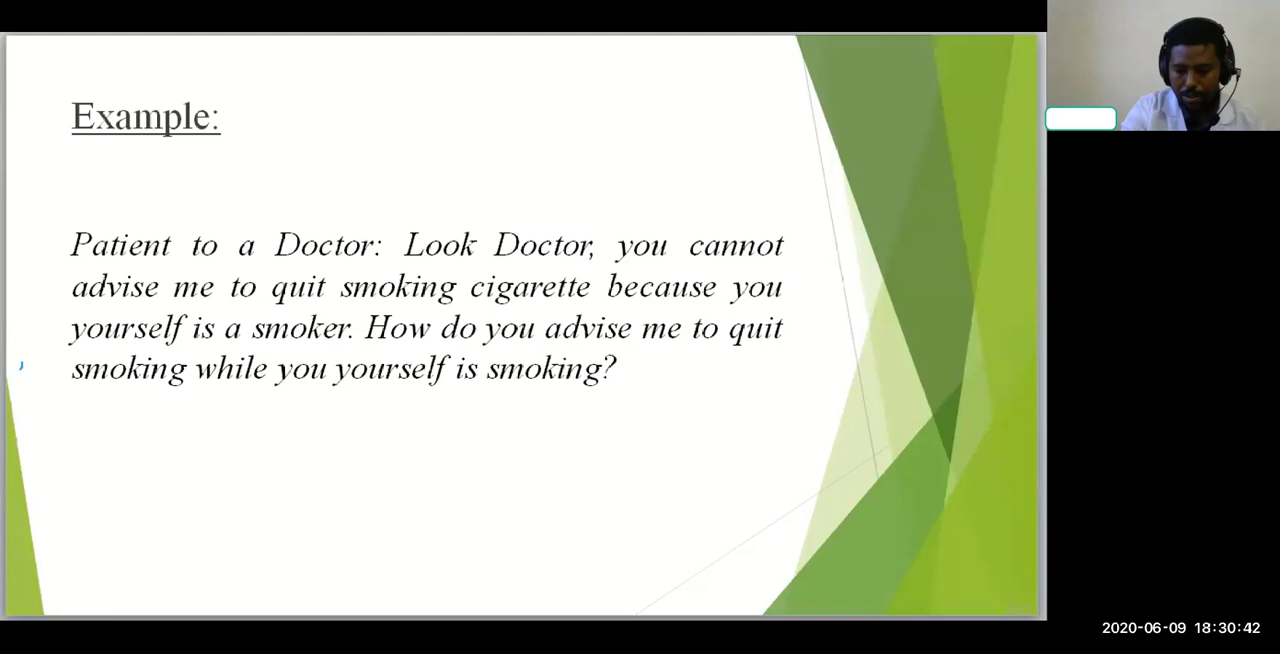 Example:
Patient to a Doctor: Look Doctor, you cannot
advise me to quit smoking cigarette because you
yourself is a smoker. How do you advise me to quit
smoking while you yourself is smoking?
2020-06-09 18:30:42